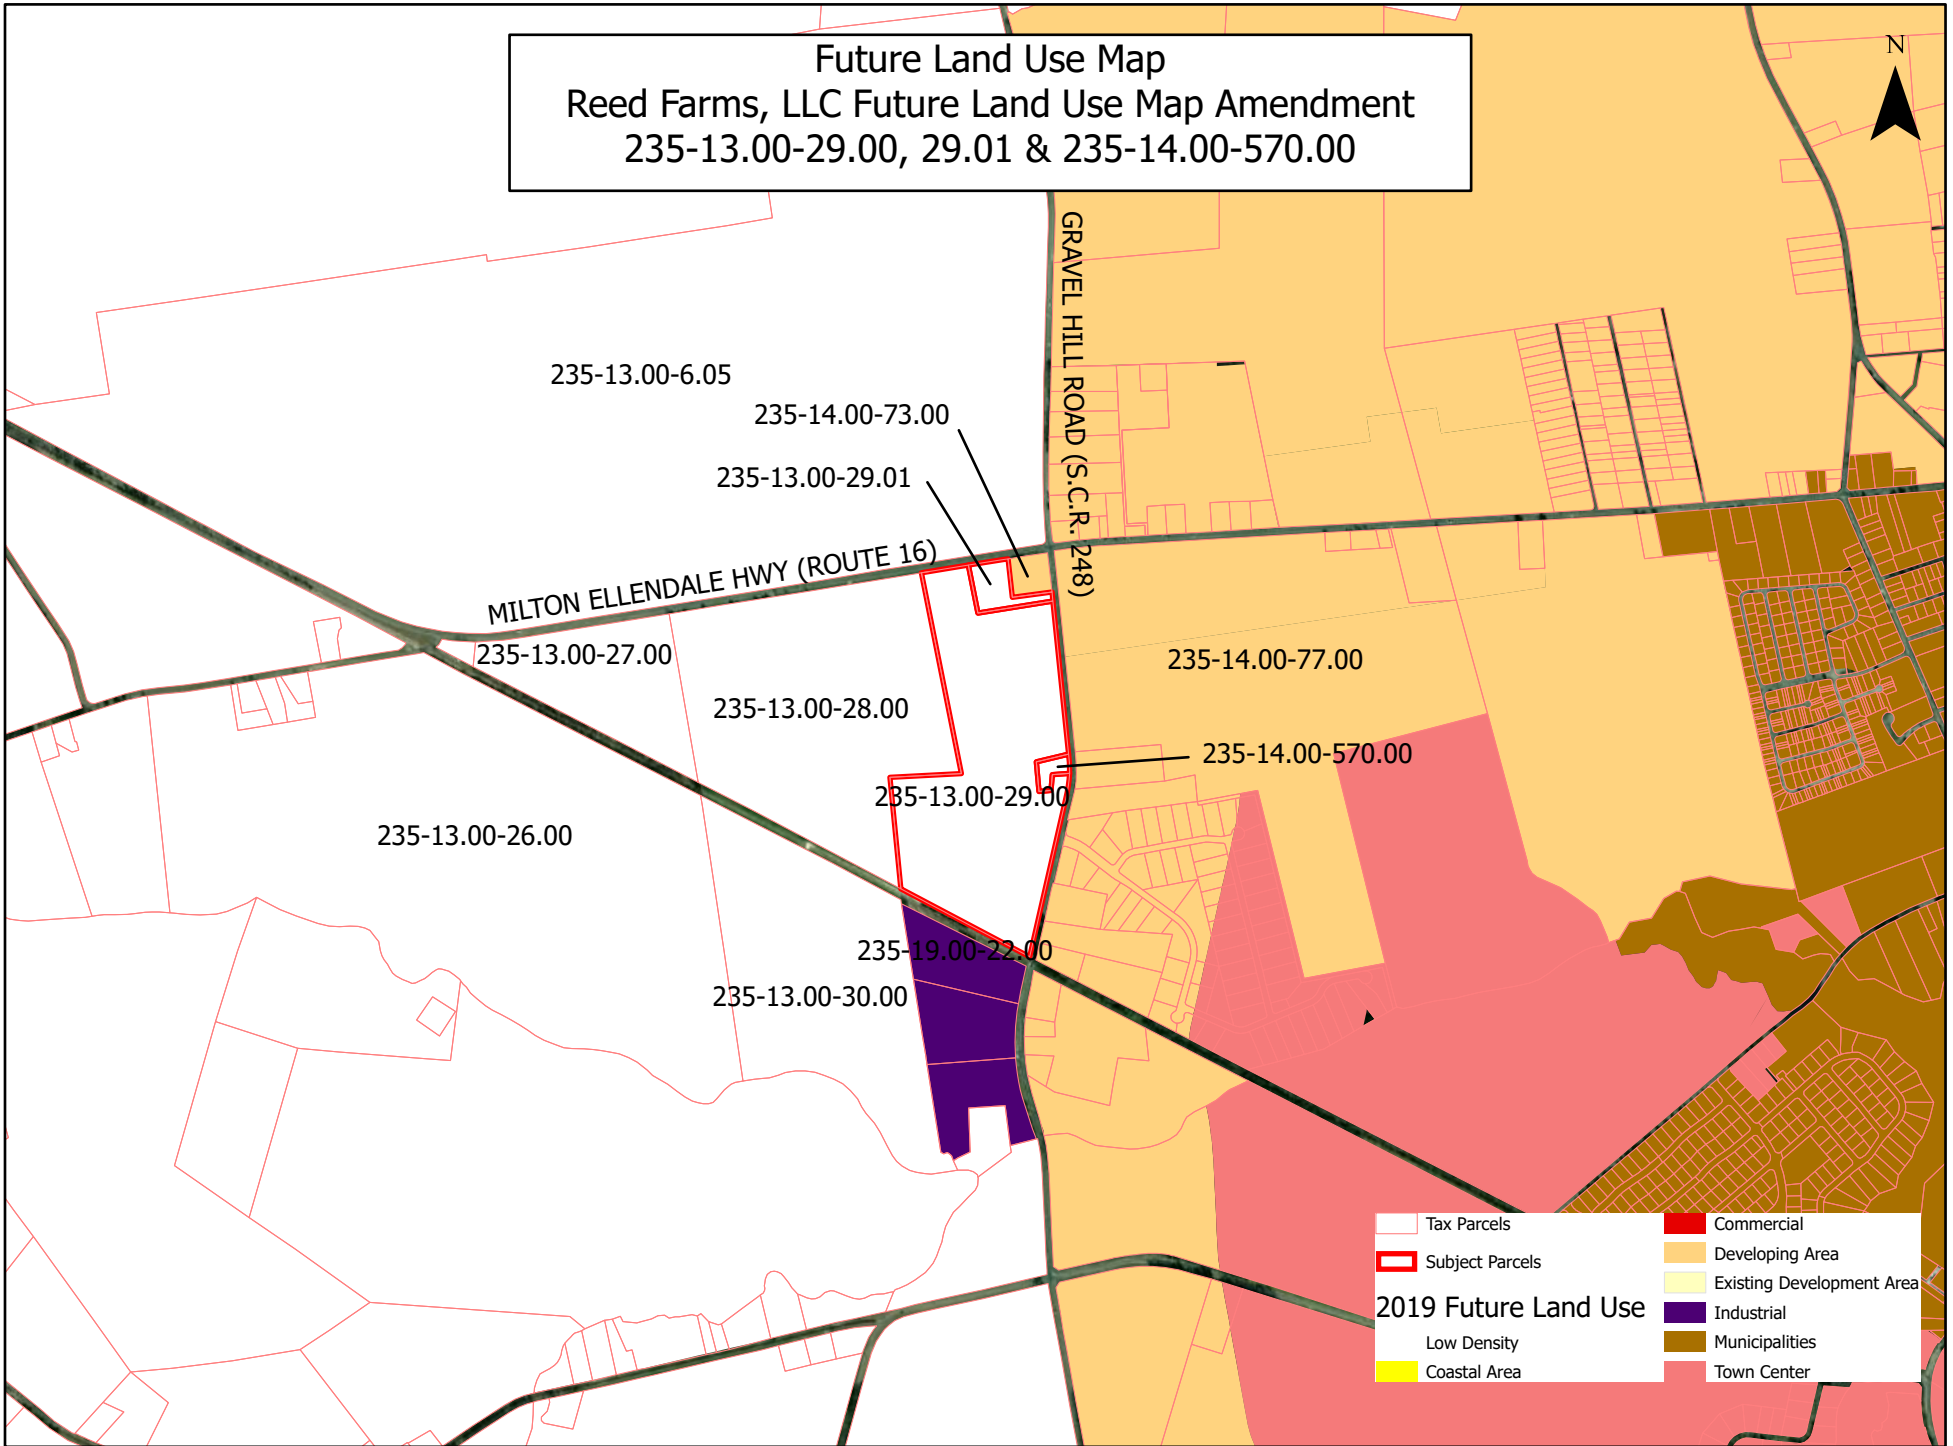 Future Land Use Map
Reed Farms, LLC Future Land Use Map Amendment
235-13.00-29.00, 29.01 & 235-14.00-570.00
N
GRAVEL HILL ROAD (S.C.R. 248)
235-13.00-6.05
235-14.00-73.00
235-13.00-29.01
MILTON ELLENDALE HWY (ROUTE 16)
235-13.00-27.00
235-14.00-77.00
235-13.00-28.00
235-14.00-570.00
235-13.00-29.00
235-13.00-26.00
235-19.00-22.00
235-13.00-30.00
Tax Parcels
Subject Parcels
2019 Future Land Use
Low Density
Coastal Area
Commercial
Developing Area
Existing Development Area
Industrial
Municipalities
Town Center